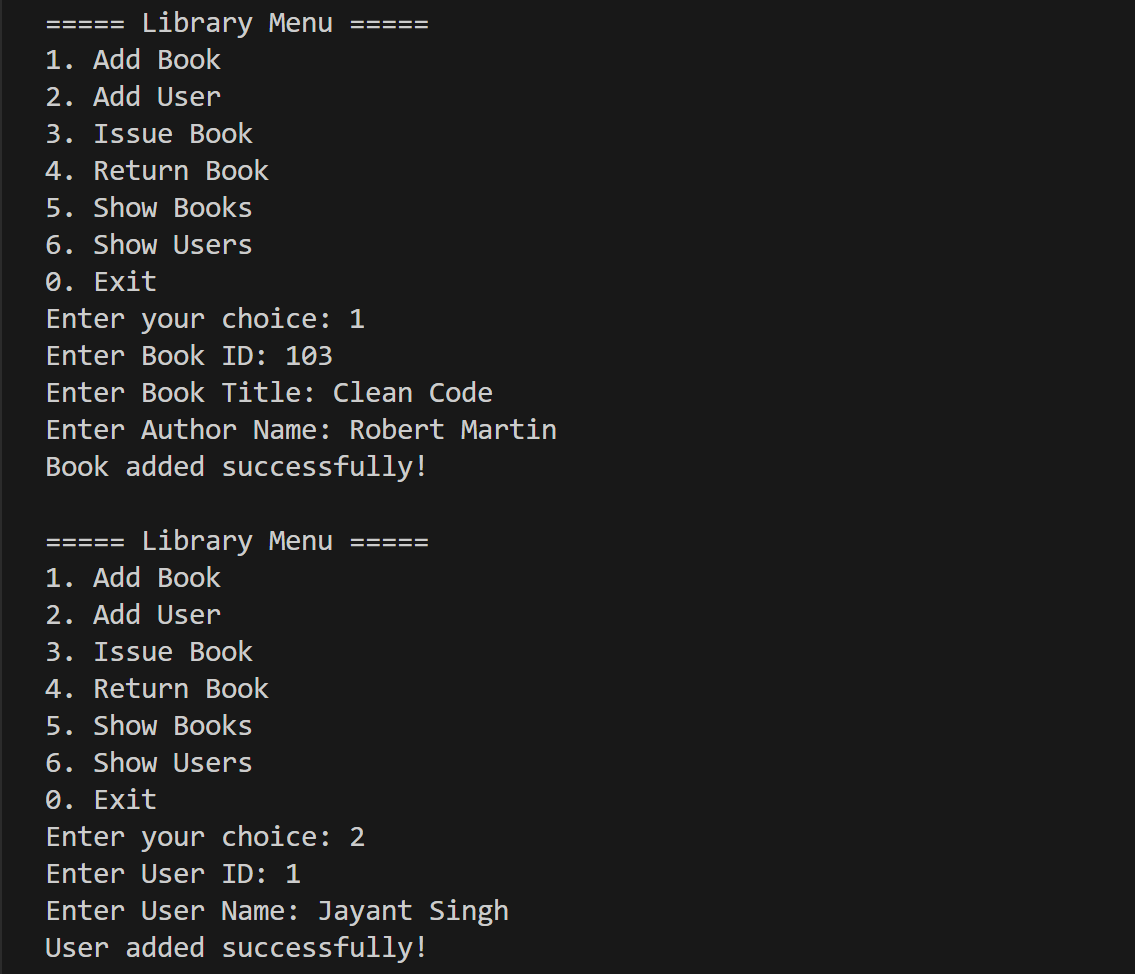 ===== Library Menu =====
1. Add Book
2. Add User
3. Issue Book
4. Return Book
5. Show Books
6. Show Users
0. Exit
Enter your choice: 1
Enter Book ID: 103
Enter Book Title: Clean Code
Enter Author Name: Robert Martin
Book added successfully!

===== Library Menu =====
1. Add Book
2. Add User
3. Issue Book
4. Return Book
5. Show Books
6. Show Users
0. Exit
Enter your choice: 2
Enter User ID: 1
Enter User Name: Jayant Singh
User added successfully!